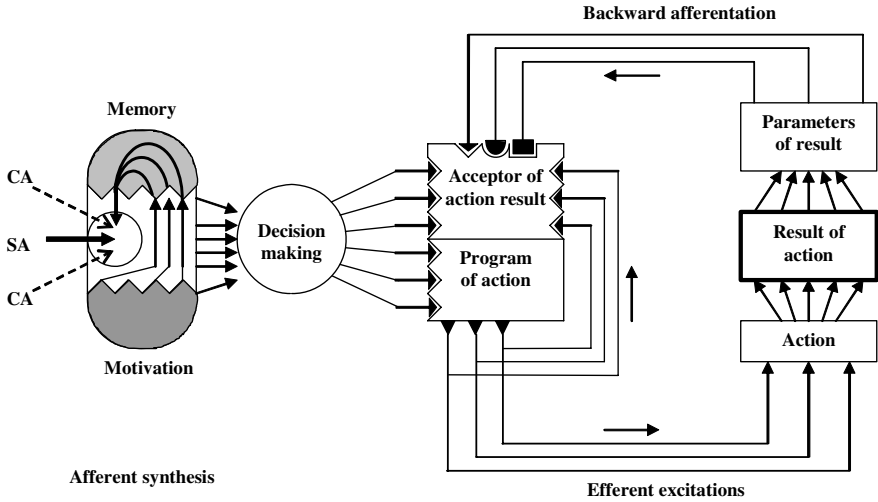 Backward afferentation
Memory
Parameters
of result
CA
Acceptor of
action result
SA
Decision
making
Result of
action
Program
of action
CA
Action
Motivation
Afferent synthesis
Efferent excitations